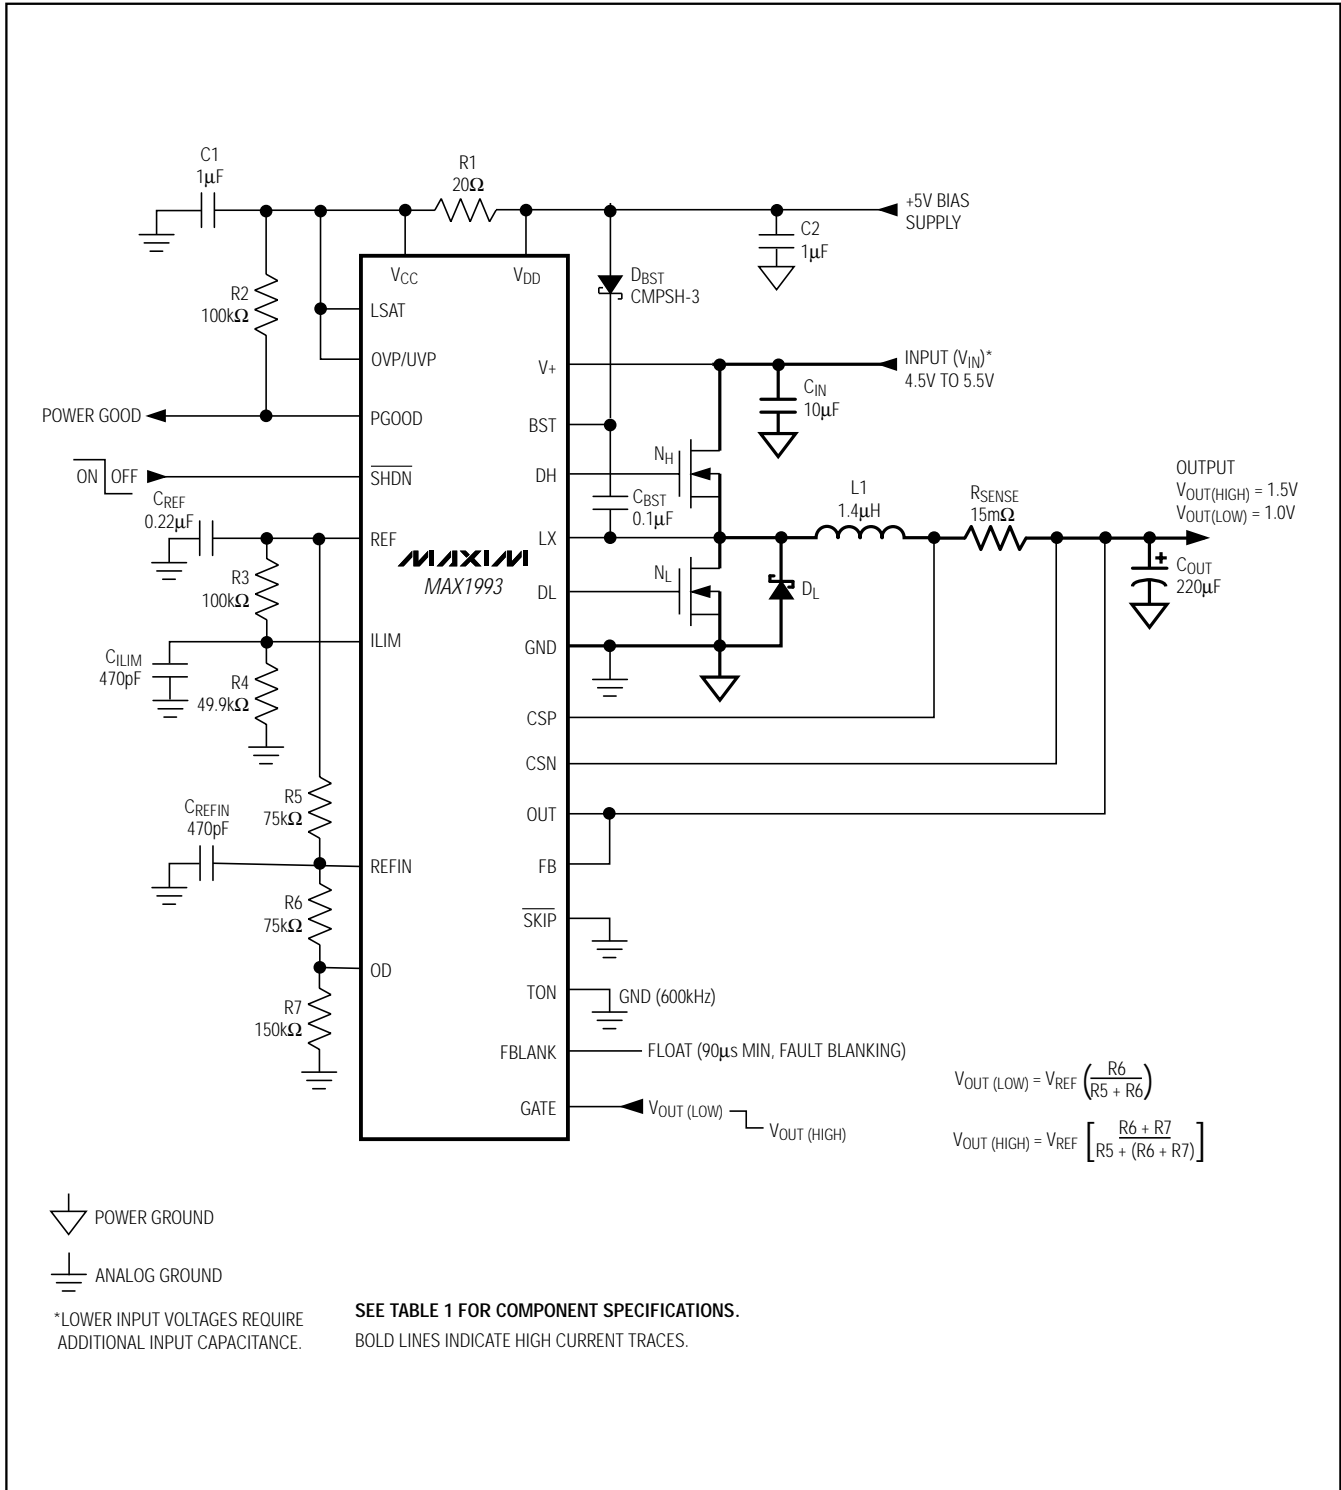 C1
1µF
R1
20Ω
+5V BIAS
SUPPLY
C2
1µF
VCC
VDD
DBST
CMPSH-3
R2
100kΩ
LSAT
OVP/UVP
V+
INPUT (VIN)*
4.5V TO 5.5V
CIN
10µF
POWER GOOD
PGOOD
BST
ON
OFF
SHDN
DH
NH
CBST
0.1µF
L1
1.4µH
RSENSE
15mΩ
OUTPUT
VOUT(HIGH) = 1.5V
VOUT(LOW) = 1.0V
CREF
0.22µF
REF
LX
MAXIM
MAX1993
R3
100kΩ
DL
NL
DL
COUT
220µF
ILIM
GND
CILIM
470pF
R4
49.9kΩ
CSP
CSN
R5
75kΩ
CREFIN
470pF
OUT
REFIN
FB
R6
75kΩ
SKIP
OD
TON
GND (600kHz)
R7
150kΩ
FBLANK
FLOAT (90µs MIN, FAULT BLANKING)
GATE
VOUT (LOW)
VOUT (HIGH)
VOUT (LOW) = VREF (R6 / R5 + R6)
VOUT (HIGH) = VREF [R6 + R7 / R5 + (R6 + R7)]
POWER GROUND
ANALOG GROUND
*LOWER INPUT VOLTAGES REQUIRE
ADDITIONAL INPUT CAPACITANCE.
SEE TABLE 1 FOR COMPONENT SPECIFICATIONS.
BOLD LINES INDICATE HIGH CURRENT TRACES.